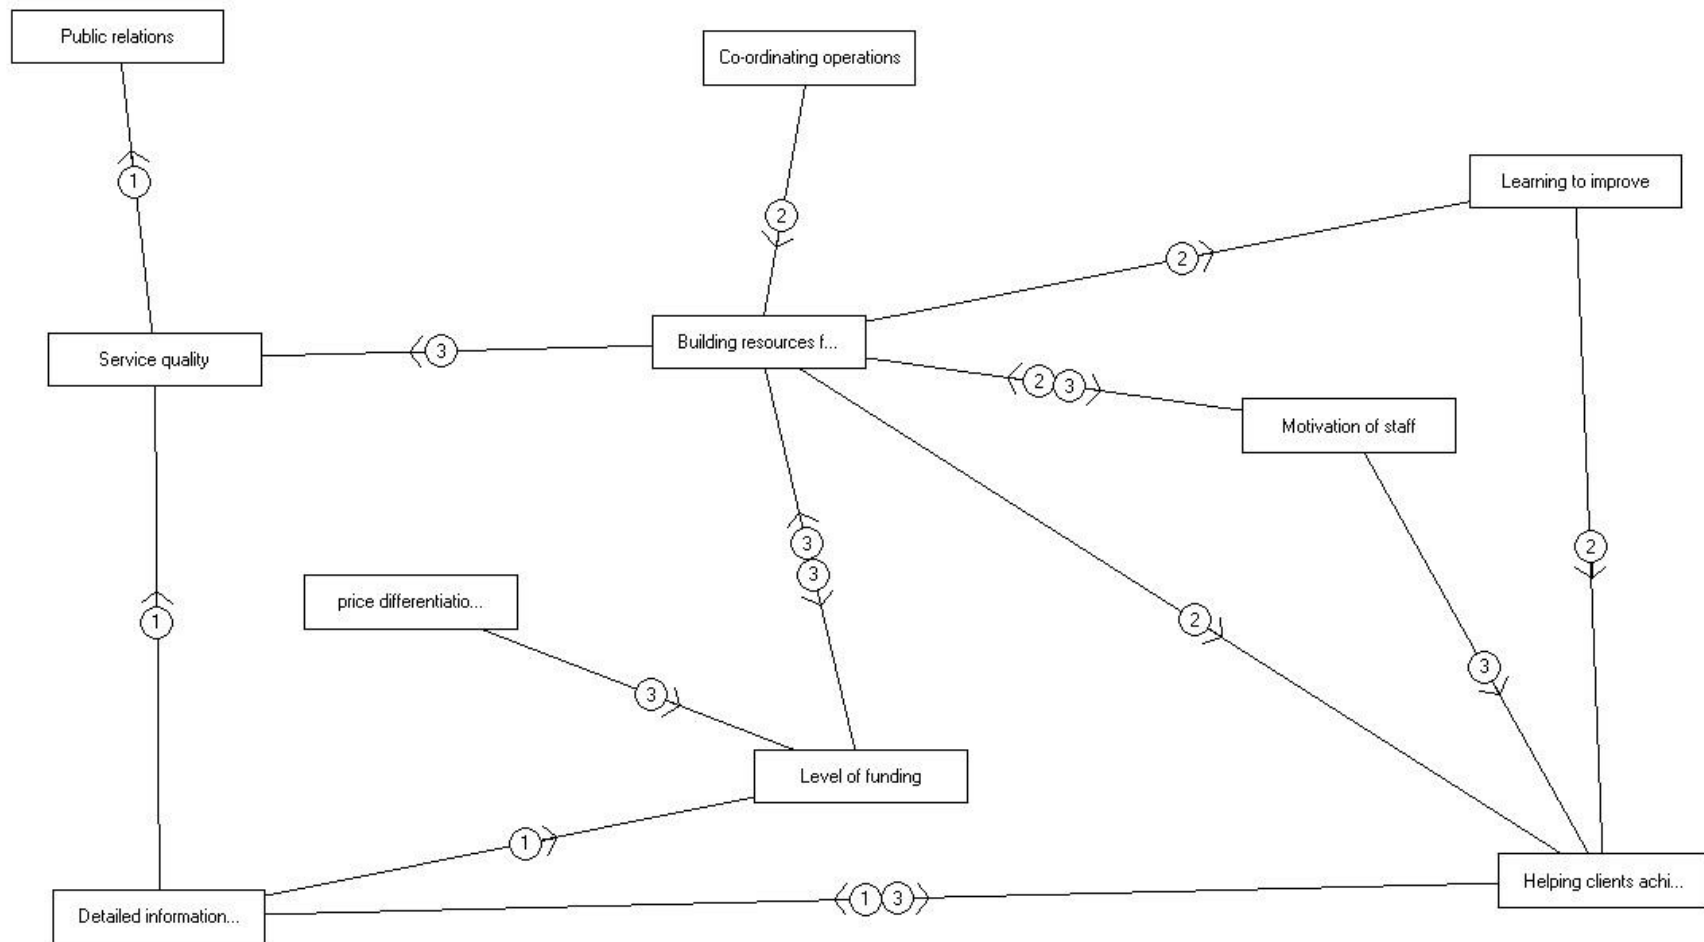 Public relations
Co-ordinating operations
1
2
Learning to improve
2
Service quality
3
Building resources f...
2 3
Motivation of staff
3
3
2
price differentiatio...
1
2
3
3
Level of funding
1
Helping clients achi...
Detailed information...
1 3